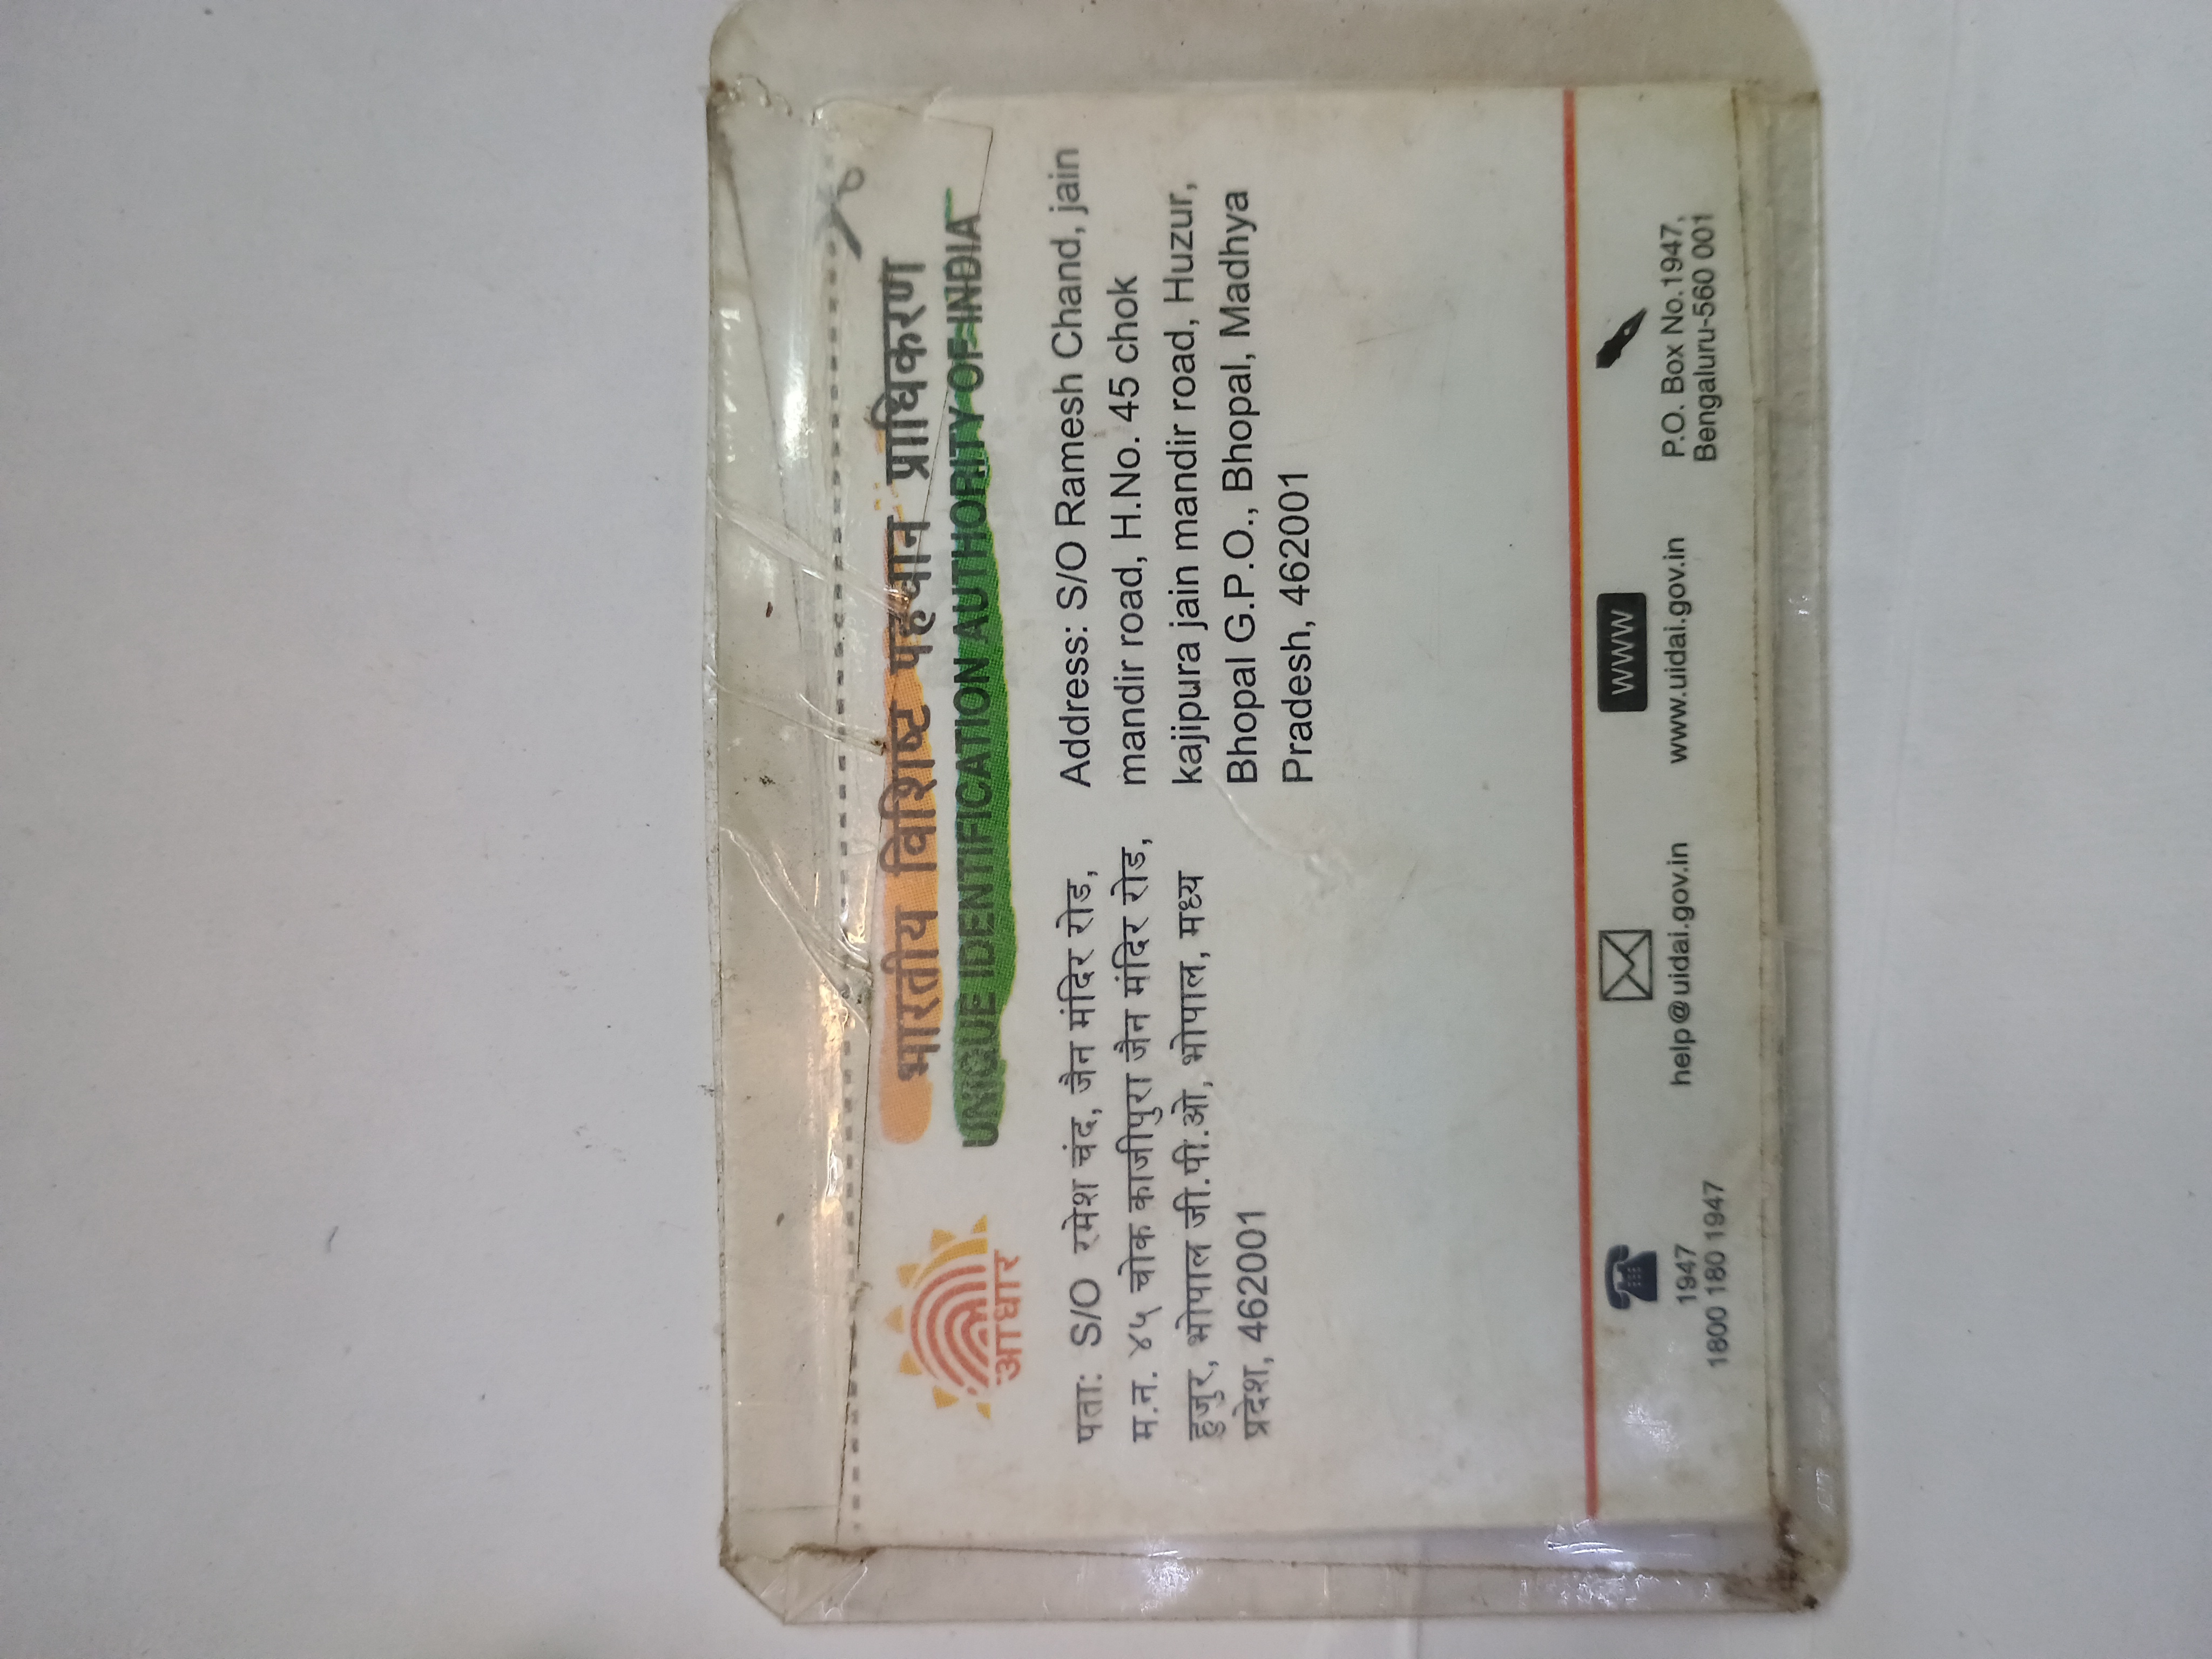 भारतीय विशिष्ट पहचान प्राधिकरण
UNIQUE IDENTIFICATION AUTHORITY OF INDIA
आधार
पता: S/O रमेश चंद, जैन मंदिर रोड,
म.न. ४५ चोक काजीपुरा जैन मंदिर रोड,
हुजुर, भोपाल जी.पी.ओ, भोपाल, मध्य
प्रदेश, 462001
Address: S/O Ramesh Chand, jain
mandir road, H.No. 45 chok
kajipura jain mandir road, Huzur,
Bhopal G.P.O., Bhopal, Madhya
Pradesh, 462001
1947
1800 180 1947
help@uidai.gov.in
WWW
www.uidai.gov.in
P.O. Box No.1947,
Bengaluru-560 001